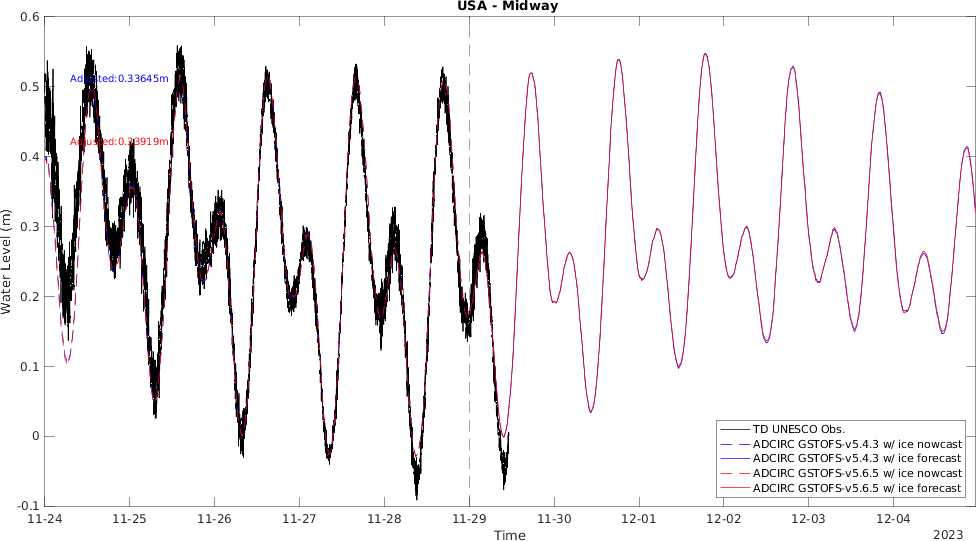 USA - Midway
0.6
0.5
0.4
0.3
0.2
0.1
0
-0.1
Water Level (m)
Adjusted:0.33645m
Adjusted:0.23919m
TD UNESCO Obs.
ADCIRC GSTOFS-v5.4.3 w/ ice nowcast
ADCIRC GSTOFS-v5.4.3 w/ ice forecast
ADCIRC GSTOFS-v5.6.5 w/ ice nowcast
ADCIRC GSTOFS-v5.6.5 w/ ice forecast
11-24 11-25 11-26 11-27 11-28 11-29 11-30 12-01 12-02 12-03 12-04
Time
2023